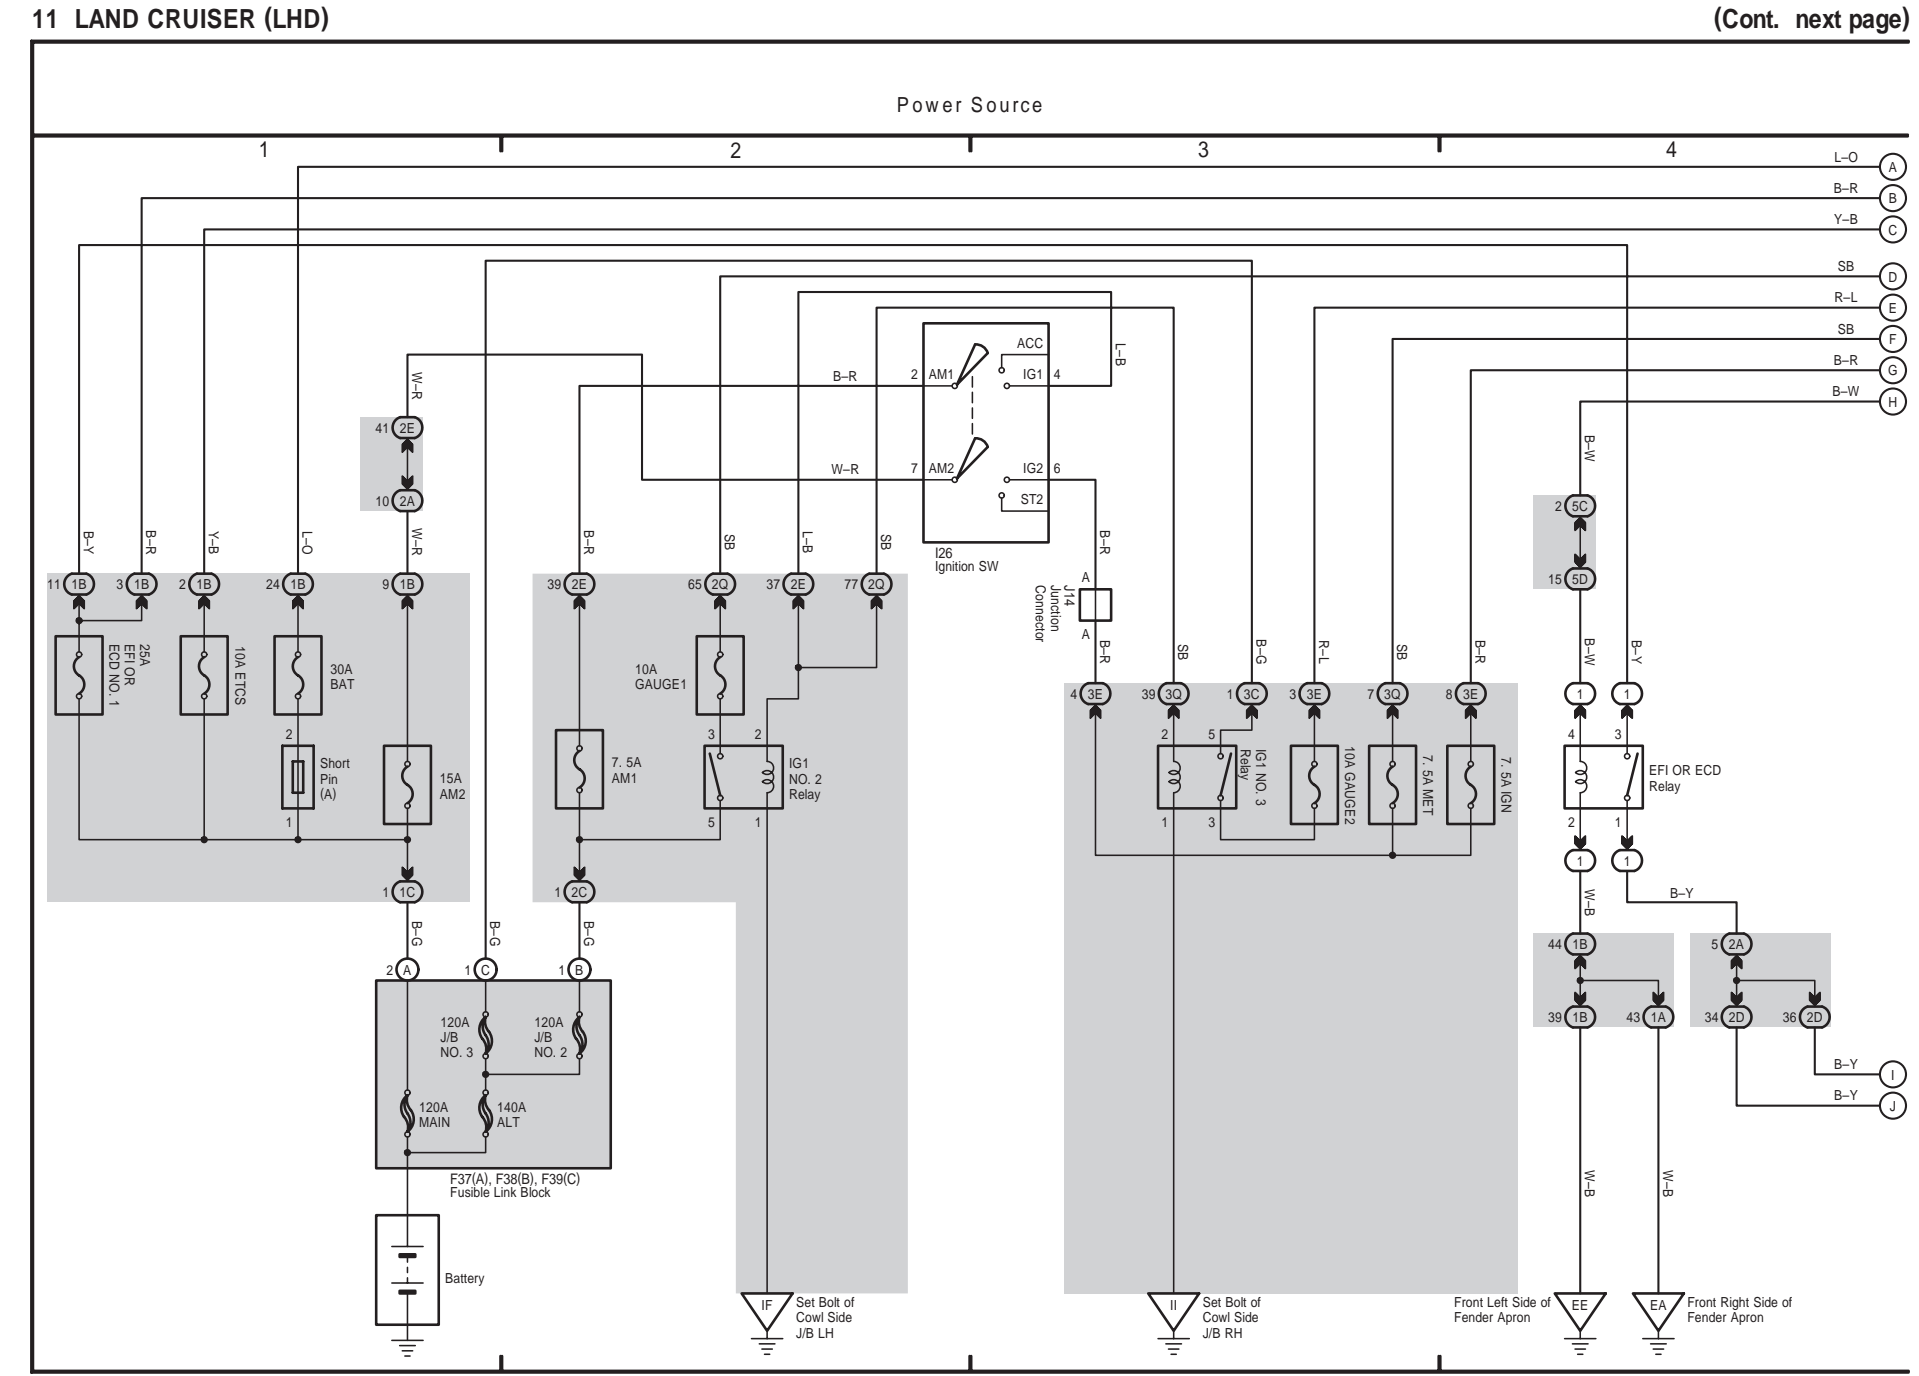 11 LAND CRUISER (LHD)
(Cont. next page)
Power Source
1
2
3
4
L–O
A
B–R
B
Y–B
C
SB
D
R–L
E
SB
F
B–R
G
B–W
H
ACC
L–B
B–R
2
AM1
IG1
4
W–R
41
2E
10
2A
W–R
7
AM2
IG2
6
ST2
I26
Ignition SW
B–W
2
5C
15
5D
B–Y
B–R
Y–B
L–O
W–R
B–R
SB
L–B
SB
B–R
11
1B
3
1B
2
1B
24
1B
9
1B
39
2E
65
2Q
37
2E
77
2Q
A
J14
Junction
Connector
A
B–R
SB
B–G
R–L
SB
B–R
B–W
B–Y
25A
EFI OR
ECD NO. 1
10A ETCS
30A
BAT
10A
GAUGE1
4
3E
39
3Q
1
3C
3
3E
7
3Q
8
3E
1
1
2
Short
Pin
(A)
1
15A
AM2
7. 5A
AM1
3
2
IG1
NO. 2
Relay
5
1
2
5
IG1 NO. 3
Relay
1
3
10A GAUGE2
7. 5A MET
7. 5A IGN
4
3
EFI OR ECD
Relay
2
1
1
1
1
1C
1
2C
B–G
B–G
B–G
W–B
B–Y
2
A
1
C
1
B
44
1B
5
2A
39
1B
43
1A
34
2D
36
2D
120A
J/B
NO. 3
120A
J/B
NO. 2
120A
MAIN
140A
ALT
B–Y
I
B–Y
J
F37(A), F38(B), F39(C)
Fusible Link Block
W–B
W–B
Battery
IF
Set Bolt of
Cowl Side
J/B LH
II
Set Bolt of
Cowl Side
J/B RH
Front Left Side of
Fender Apron
EE
EA
Front Right Side of
Fender Apron